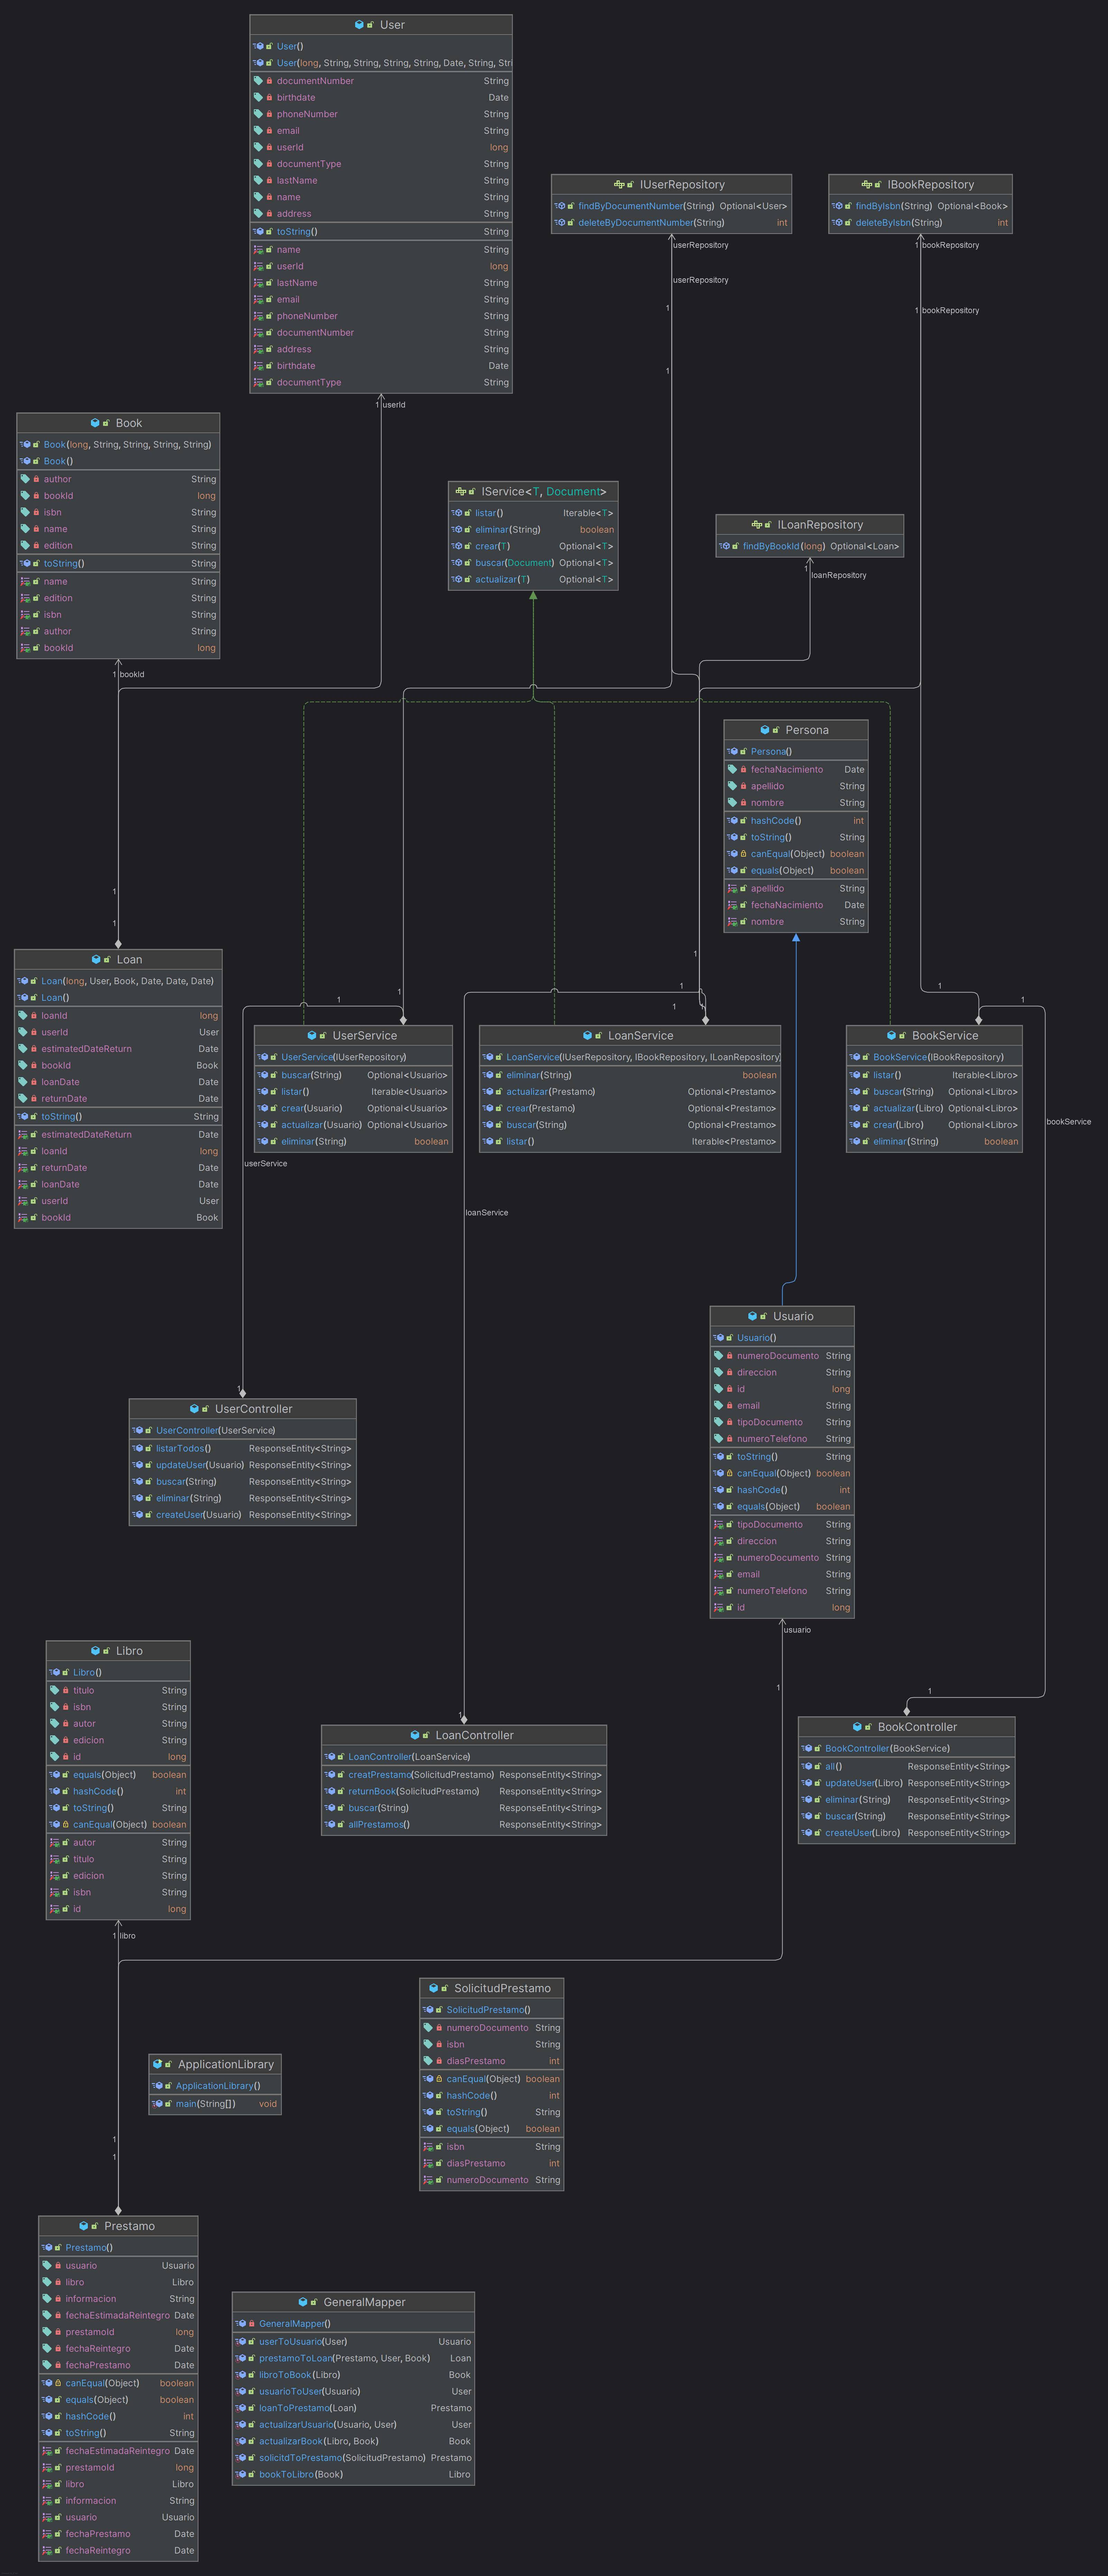 User
User()
User(long, String, String, String, String, Date, String, Stri
documentNumber String
birthdate Date
phoneNumber String
email String
userId long
documentType String
lastName String
name String
address String
toString() String
name String
userId long
lastName String
email String
phoneNumber String
documentNumber String
address String
birthdate Date
documentType String
1 userId
IUserRepository
findByDocumentNumber(String) Optional<User>
deleteByDocumentNumber(String) int
userRepository
userRepository
1
1
IBookRepository
findByIsbn(String) Optional<Book>
deleteByIsbn(String) int
1 bookRepository
1 bookRepository
Book
Book(long, String, String, String, String)
Book()
author String
bookId long
isbn String
name String
edition String
toString() String
name String
edition String
isbn String
author String
bookId long
1 bookId
1
1
IService<T, Document>
listar() Iterable<T>
eliminar(String) boolean
crear(T) Optional<T>
buscar(Document) Optional<T>
actualizar(T) Optional<T>
ILoanRepository
findByBookId(long) Optional<Loan>
1
loanRepository
Persona
Persona()
fechaNacimiento Date
apellido String
nombre String
hashCode() int
toString() String
canEqual(Object) boolean
equals(Object) boolean
apellido String
fechaNacimiento Date
nombre String
Loan
Loan(long, User, Book, Date, Date, Date)
Loan()
loanId long
userId User
estimatedDateReturn Date
bookId Book
loanDate Date
returnDate Date
toString() String
estimatedDateReturn Date
loanId long
returnDate Date
loanDate Date
userId User
bookId Book
1
1
1
1
1
1
1
1
UserService
UserService(IUserRepository)
buscar(String) Optional<Usuario>
listar() Iterable<Usuario>
crear(Usuario) Optional<Usuario>
actualizar(Usuario) Optional<Usuario>
eliminar(String) boolean
userService
LoanService
LoanService(IUserRepository, IBookRepository, ILoanRepository)
eliminar(String) boolean
actualizar(Prestamo) Optional<Prestamo>
crear(Prestamo) Optional<Prestamo>
buscar(String) Optional<Prestamo>
listar() Iterable<Prestamo>
loanService
BookService
BookService(IBookRepository)
listar() Iterable<Libro>
buscar(String) Optional<Libro>
actualizar(Libro) Optional<Libro>
crear(Libro) Optional<Libro>
eliminar(String) boolean
bookService
Usuario
Usuario()
numeroDocumento String
direccion String
id long
email String
tipoDocumento String
numeroTelefono String
toString() String
canEqual(Object) boolean
hashCode() int
equals(Object) boolean
tipoDocumento String
direccion String
numeroDocumento String
email String
numeroTelefono String
id long
usuario
1
1
UserController
UserController(UserService)
listarTodos() ResponseEntity<String>
updateUser(Usuario) ResponseEntity<String>
buscar(String) ResponseEntity<String>
eliminar(String) ResponseEntity<String>
createUser(Usuario) ResponseEntity<String>
Libro
Libro()
titulo String
isbn String
autor String
edicion String
id long
equals(Object) boolean
hashCode() int
toString() String
canEqual(Object) boolean
autor String
titulo String
edicion String
isbn String
id long
1 libro
1
LoanController
LoanController(LoanService)
creatPrestamo(SolicitudPrestamo) ResponseEntity<String>
returnBook(SolicitudPrestamo) ResponseEntity<String>
buscar(String) ResponseEntity<String>
allPrestamos() ResponseEntity<String>
1
BookController
BookController(BookService)
all() ResponseEntity<String>
updateUser(Libro) ResponseEntity<String>
eliminar(String) ResponseEntity<String>
buscar(String) ResponseEntity<String>
createUser(Libro) ResponseEntity<String>
SolicitudPrestamo
SolicitudPrestamo()
numeroDocumento String
isbn String
diasPrestamo int
canEqual(Object) boolean
hashCode() int
toString() String
equals(Object) boolean
isbn String
diasPrestamo int
numeroDocumento String
ApplicationLibrary
ApplicationLibrary()
main(String[]) void
1
1
Prestamo
Prestamo()
usuario Usuario
libro Libro
informacion String
fechaEstimadaReintegro Date
prestamoId long
fechaReintegro Date
fechaPrestamo Date
canEqual(Object) boolean
equals(Object) boolean
hashCode() int
toString() String
fechaEstimadaReintegro Date
prestamoId long
libro Libro
informacion String
usuario Usuario
fechaPrestamo Date
fechaReintegro Date
GeneralMapper
GeneralMapper()
userToUsuario(User) Usuario
prestamoToLoan(Prestamo, User, Book) Loan
libroToBook(Libro) Book
usuarioToUser(Usuario) User
loanToPrestamo(Loan) Prestamo
actualizarUsuario(Usuario, User) User
actualizarBook(Libro, Book) Book
solicitdToPrestamo(SolicitudPrestamo) Prestamo
bookToLibro(Book) Libro